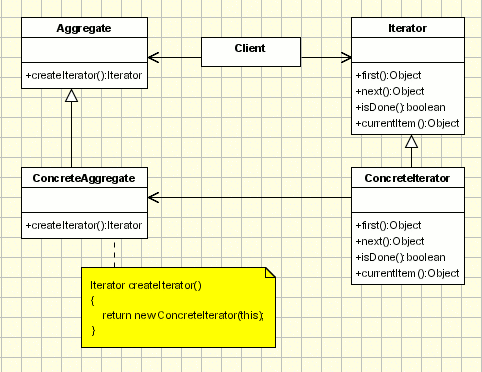 Aggregate
Client
Iterator
+createIterator():Iterator
+first():Object
+next():Object
+isDone():boolean
+currentItem():Object
ConcreteAggregate
ConcreteIterator
+createIterator():Iterator
+first():Object
+next():Object
+isDone():boolean
+currentItem():Object
Iterator createIterator()
{
return new ConcreteIterator(this);
}